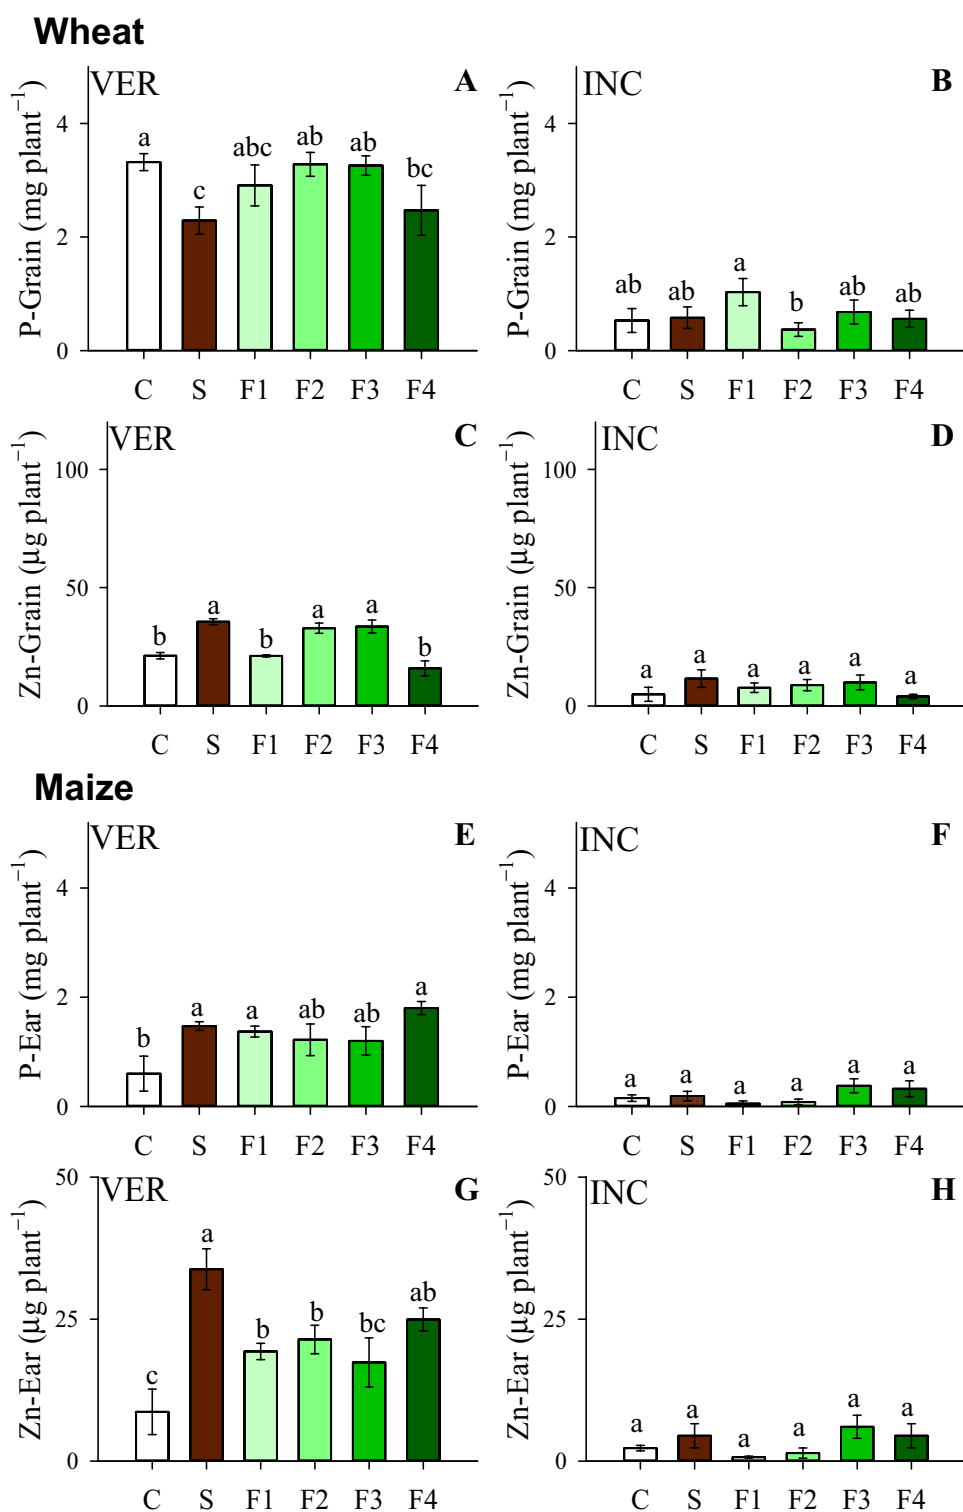 Wheat
VER A
P-Grain (mg plant⁻¹)
4
2
0
a c abc ab ab bc
C S F1 F2 F3 F4
INC B
P-Grain (mg plant⁻¹)
4
2
0
ab ab a b ab ab
C S F1 F2 F3 F4
VER C
Zn-Grain (µg plant⁻¹)
100
50
0
b a b a a b
C S F1 F2 F3 F4
INC D
Zn-Grain (µg plant⁻¹)
100
50
0
a a a a a a
C S F1 F2 F3 F4
Maize
VER E
P-Ear (mg plant⁻¹)
4
2
0
b a a ab ab a
C S F1 F2 F3 F4
INC F
P-Ear (mg plant⁻¹)
4
2
0
a a a a a a
C S F1 F2 F3 F4
VER G
Zn-Ear (µg plant⁻¹)
50
25
0
c a b b bc ab
C S F1 F2 F3 F4
INC H
Zn-Ear (µg plant⁻¹)
50
25
0
a a a a a a
C S F1 F2 F3 F4